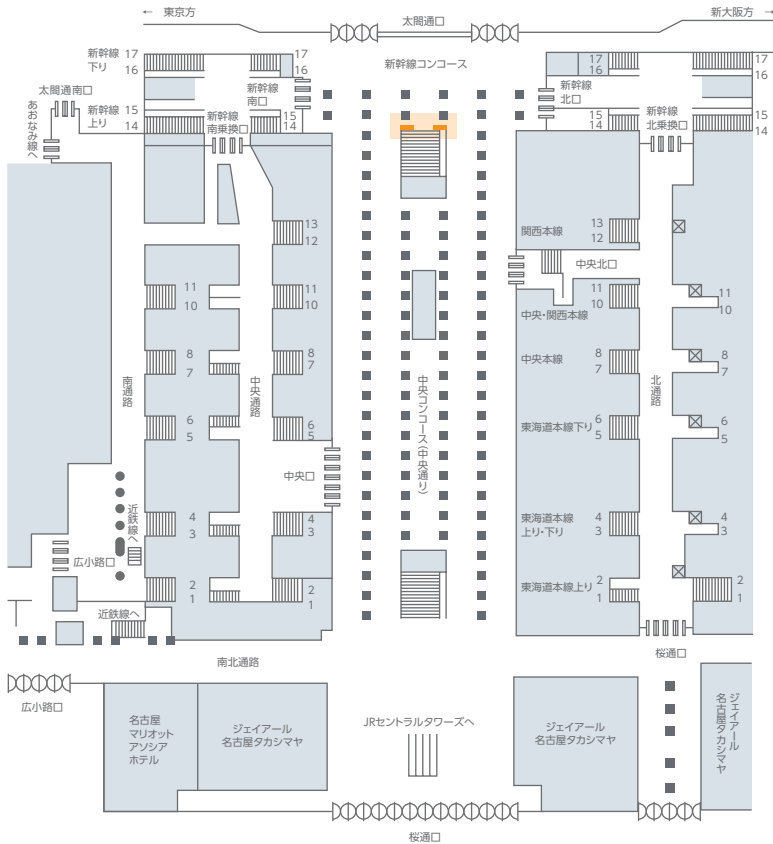 ← 東京方
太閤通口
新大阪方 →
新幹線
下り
17
16
17
16
新幹線コンコース
17
16
17
16
太閤通南口
新幹線
南口
新幹線
北口
あおなみ線へ
新幹線
上り
15
14
新幹線
南乗換口
15
14
15
14
新幹線
北乗換口
15
14
13
12
関西本線
13
12
中央北口
11
10
11
10
中央・関西本線
11
10
11
10
南通路
8
7
中央通路
8
7
中央コンコース(中央通り)
中央本線
8
7
北通路
8
7
6
5
6
5
東海道本線下り
6
5
6
5
中央口
近鉄線へ
4
3
4
3
東海道本線
上り・下り
4
3
4
3
広小路口
2
1
2
1
東海道本線上り
2
1
2
1
近鉄線へ
南北通路
桜通口
広小路口
名古屋
マリオット
アソシア
ホテル
ジェイアール
名古屋タカシマヤ
JRセントラルタワーズへ
ジェイアール
名古屋タカシマヤ
ジェイアール
名古屋タカシマヤ
桜通口